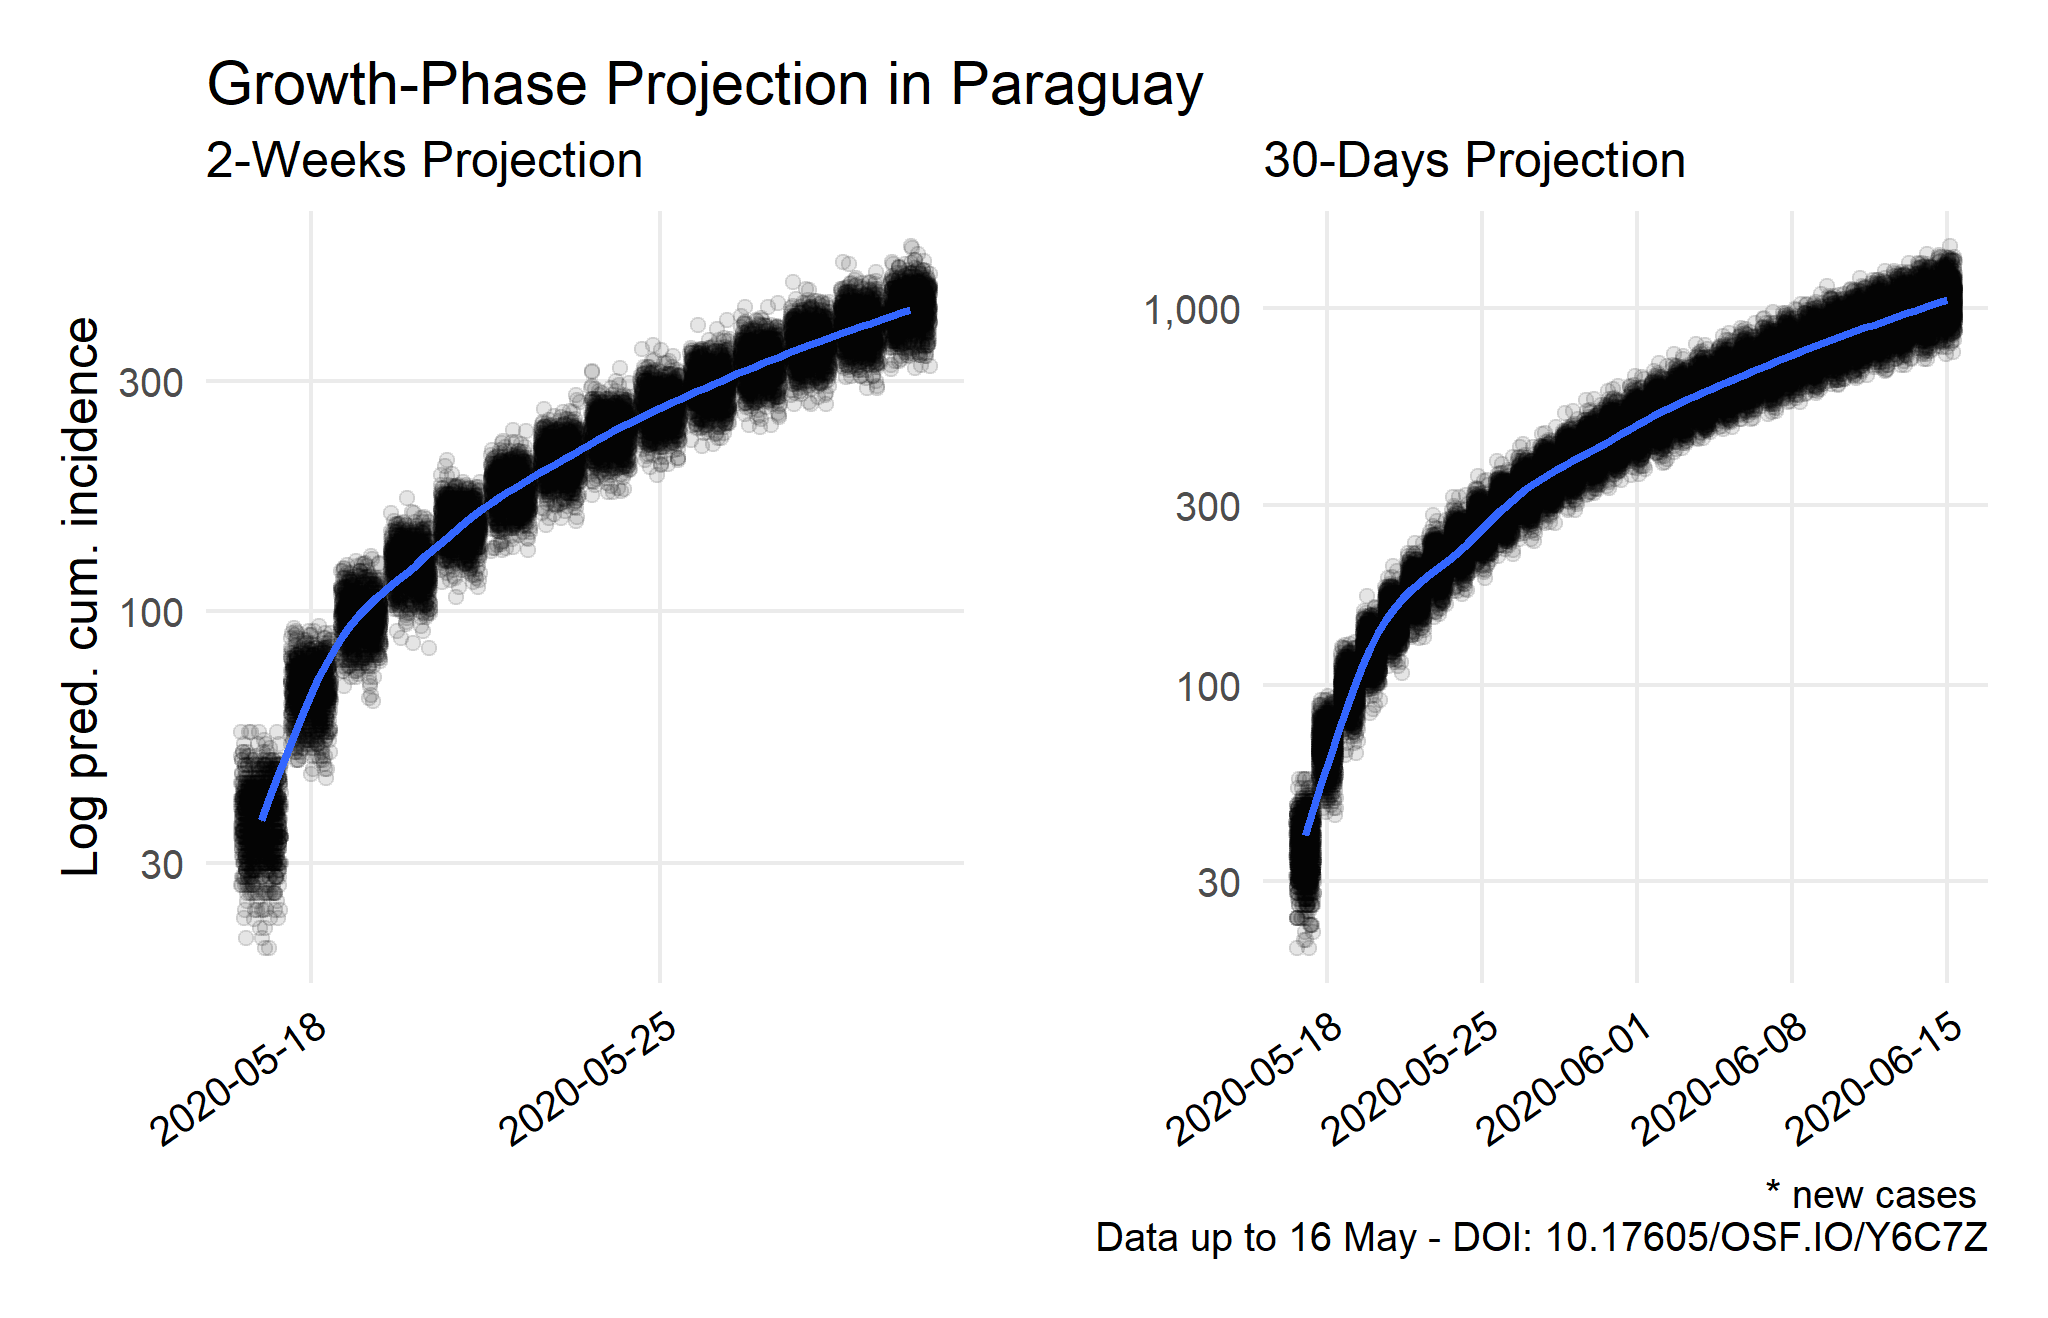 Growth-Phase Projection in Paraguay
2-Weeks Projection
30-Days Projection
Log pred. cum. incidence
300
100
30
2020-05-18
2020-05-25
1,000
300
100
30
2020-05-18
2020-05-25
2020-06-01
2020-06-08
2020-06-15
* new cases
Data up to 16 May - DOI: 10.17605/OSF.IO/Y6C7Z